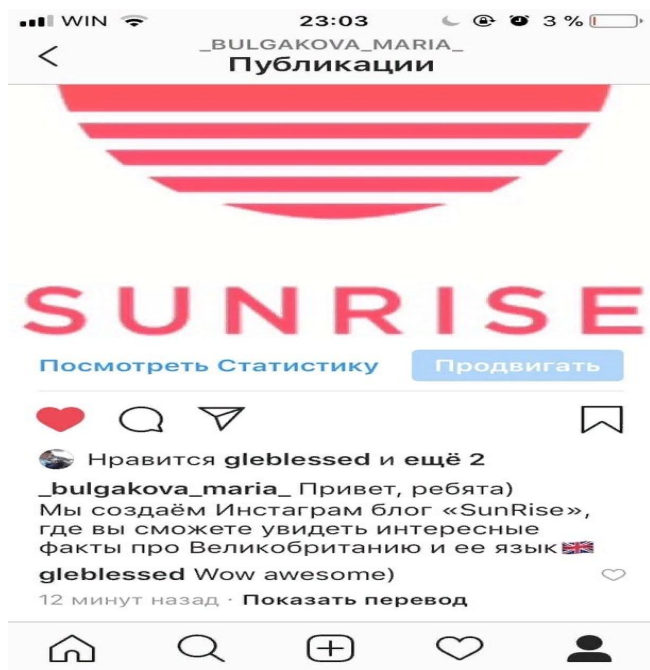 WIN 23:03 3 %
_BULGAKOVA_MARIA_
Публикации
SUNRISE
Посмотреть Статистику Продвигать
Нравится gleblessed и ещё 2
_bulgakova_maria_ Привет, ребята)
Мы создаём Инстаграм блог «SunRise»,
где вы сможете увидеть интересные
факты про Великобританию и ее язык🇬🇧
gleblessed Wow awesome)
12 минут назад · Показать перевод